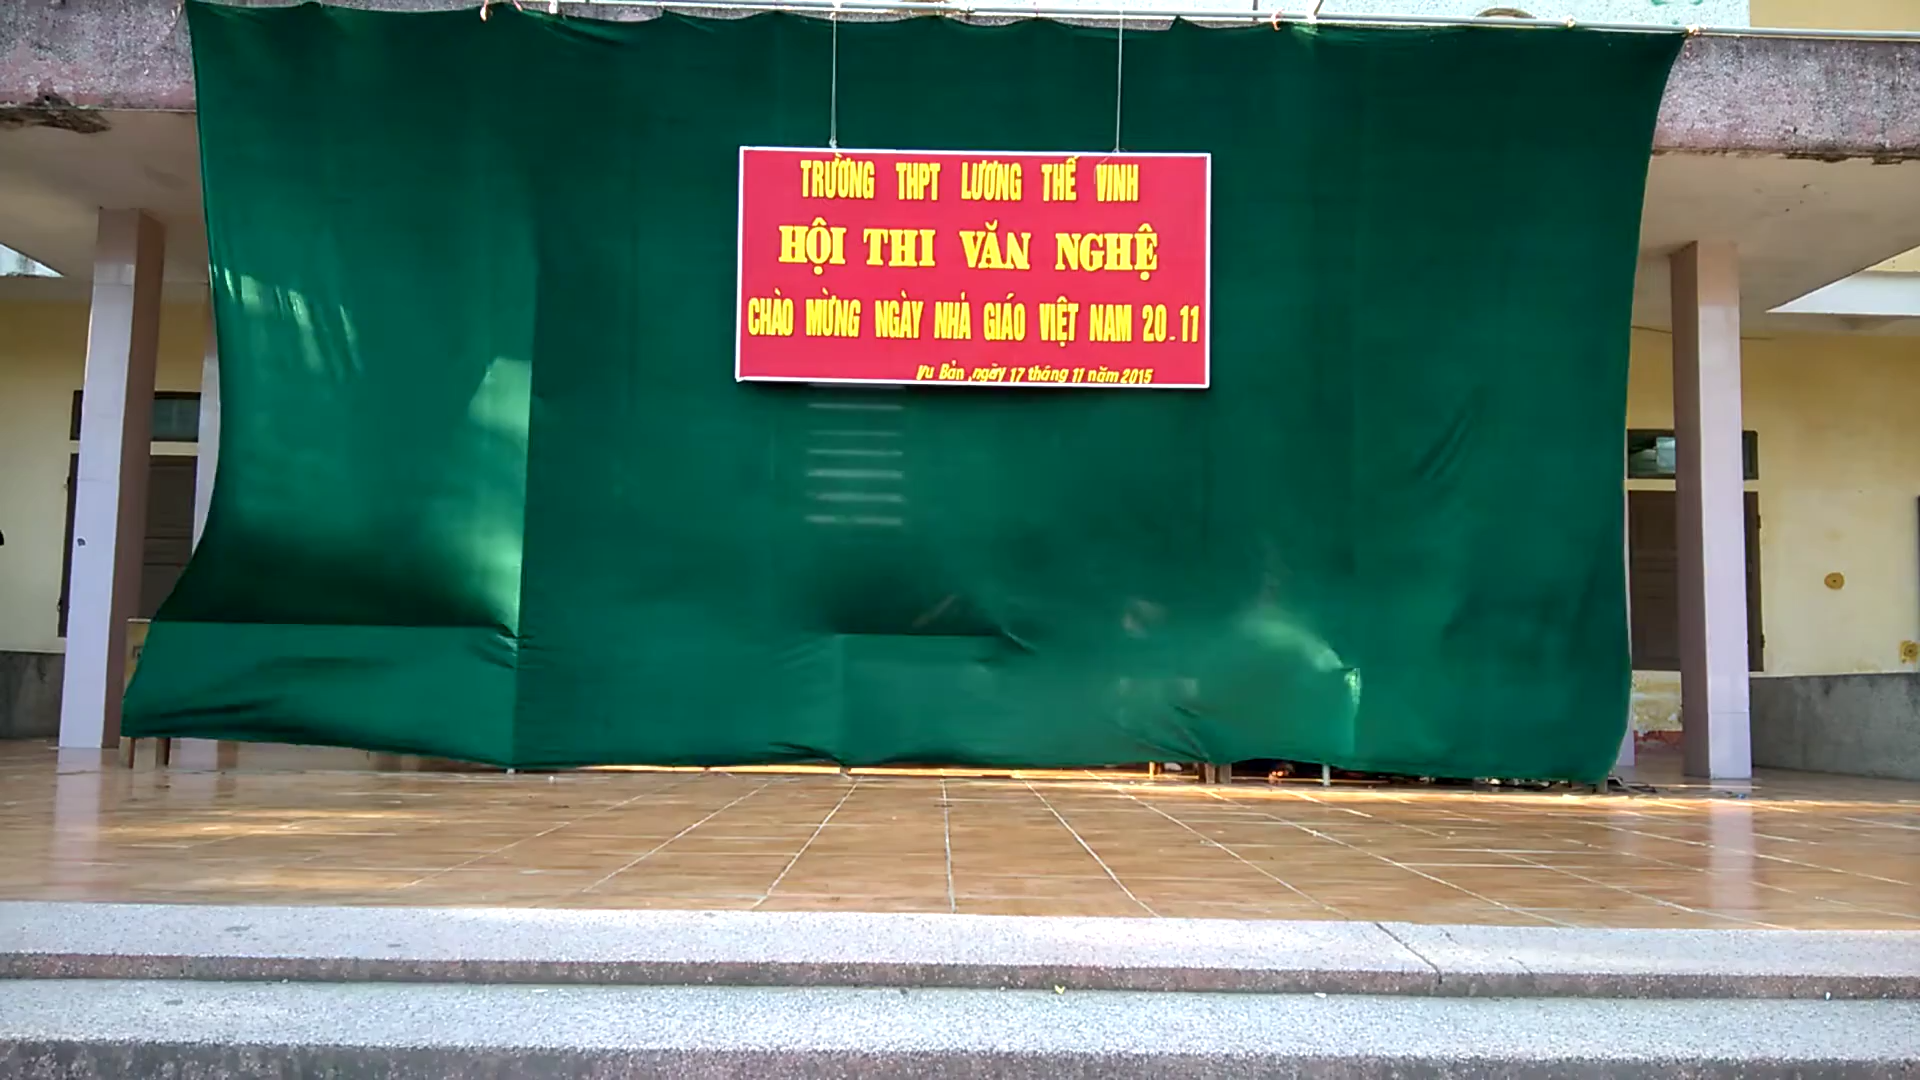 TRƯỜNG THPT LƯƠNG THẾ VINH
HỘI THI VĂN NGHỆ
CHÀO MỪNG NGÀY NHÀ GIÁO VIỆT NAM 20.11
Vụ Bản, ngày 17 tháng 11 năm 2015